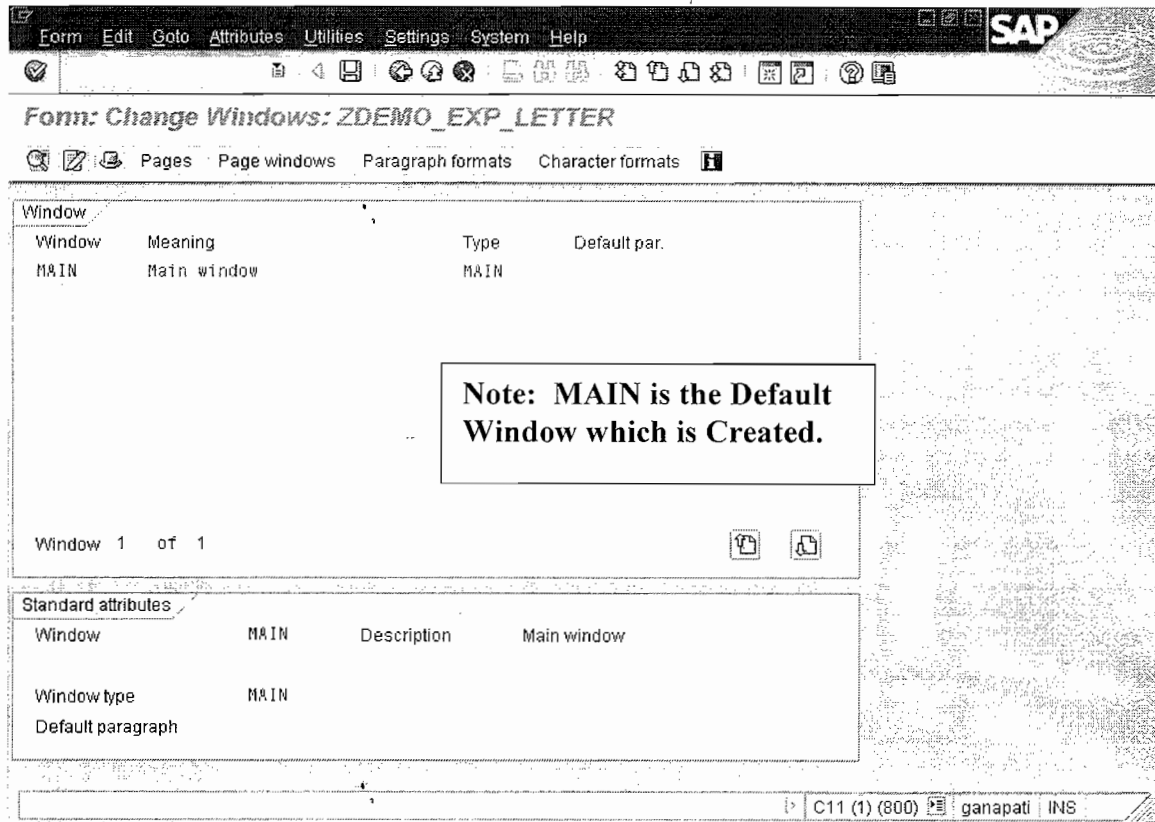 Form Edit Goto Attributes Utilities Settings System Help
SAP
Form: Change Windows: ZDEMO_EXP_LETTER
Pages Page windows Paragraph formats Character formats
Window
Window Meaning Type Default par.
MAIN Main window MAIN
Note: MAIN is the Default
Window which is Created.
Window 1 of 1
Standard attributes
Window MAIN Description Main window
Window type MAIN
Default paragraph
C11 (1) (800) ganapati INS